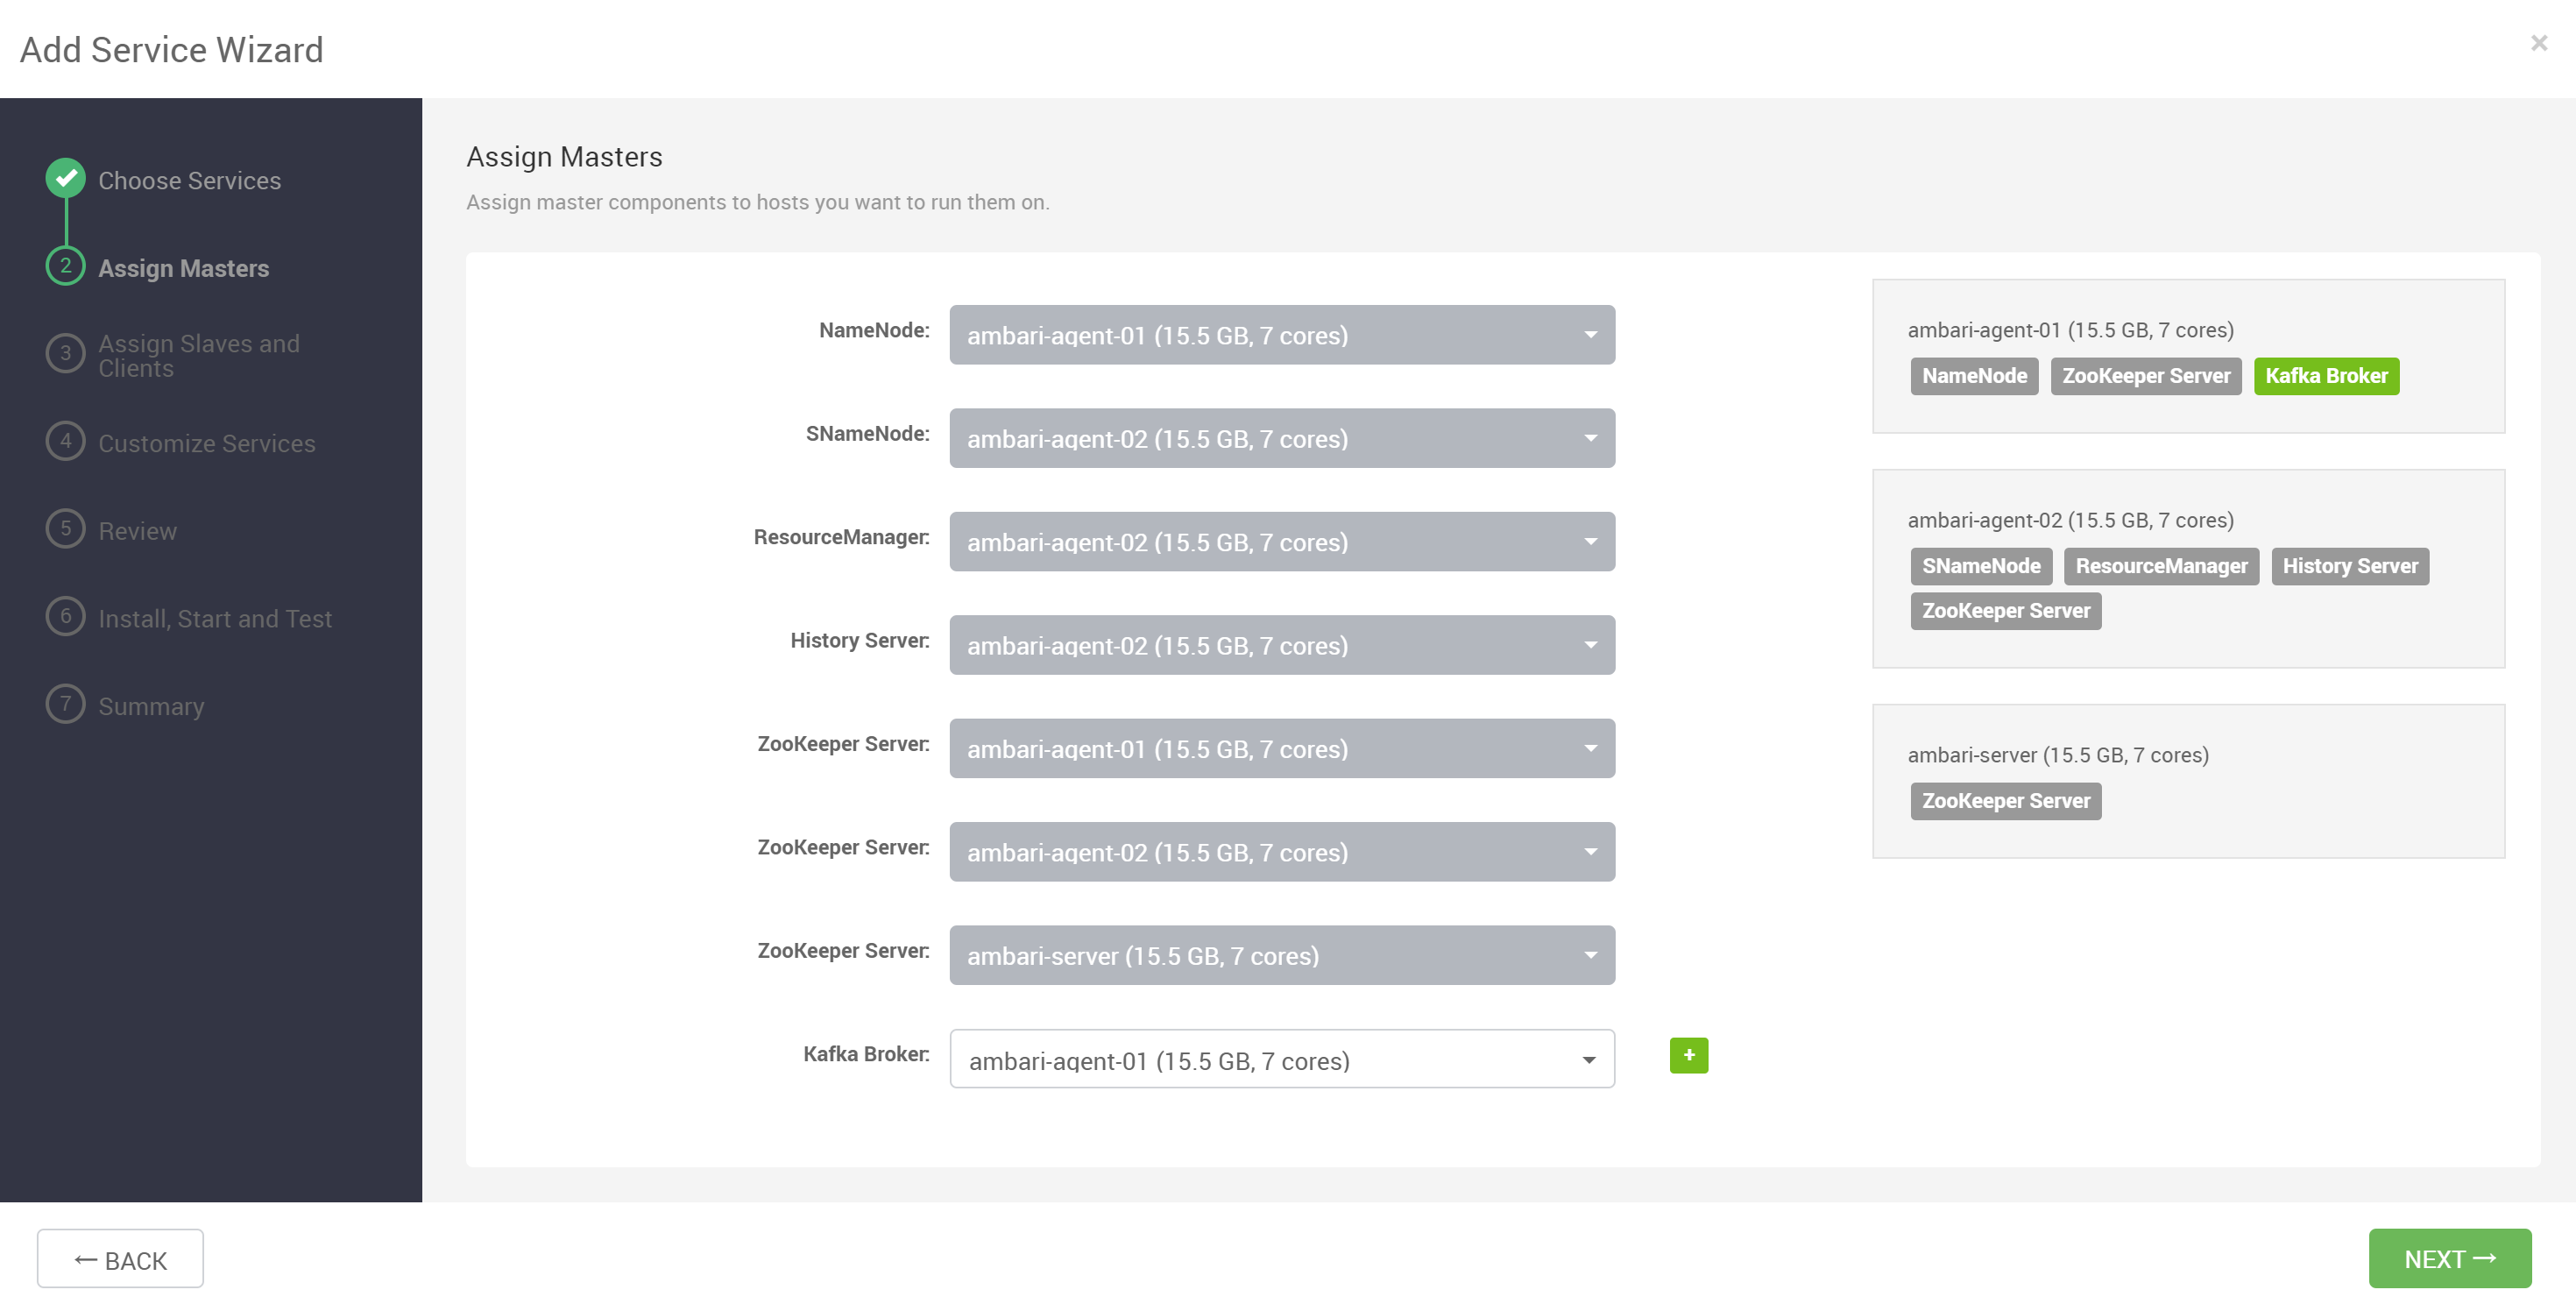 Add Service Wizard
×
Choose Services
2 Assign Masters
3 Assign Slaves and
Clients
4 Customize Services
5 Review
6 Install, Start and Test
7 Summary
Assign Masters
Assign master components to hosts you want to run them on.
NameNode: ambari-agent-01 (15.5 GB, 7 cores)
SNameNode: ambari-agent-02 (15.5 GB, 7 cores)
ResourceManager: ambari-agent-02 (15.5 GB, 7 cores)
History Server: ambari-agent-02 (15.5 GB, 7 cores)
ZooKeeper Server: ambari-agent-01 (15.5 GB, 7 cores)
ZooKeeper Server: ambari-agent-02 (15.5 GB, 7 cores)
ZooKeeper Server: ambari-server (15.5 GB, 7 cores)
Kafka Broker: ambari-agent-01 (15.5 GB, 7 cores) +
ambari-agent-01 (15.5 GB, 7 cores)
NameNode ZooKeeper Server Kafka Broker
ambari-agent-02 (15.5 GB, 7 cores)
SNameNode ResourceManager History Server
ZooKeeper Server
ambari-server (15.5 GB, 7 cores)
ZooKeeper Server
← BACK
NEXT →